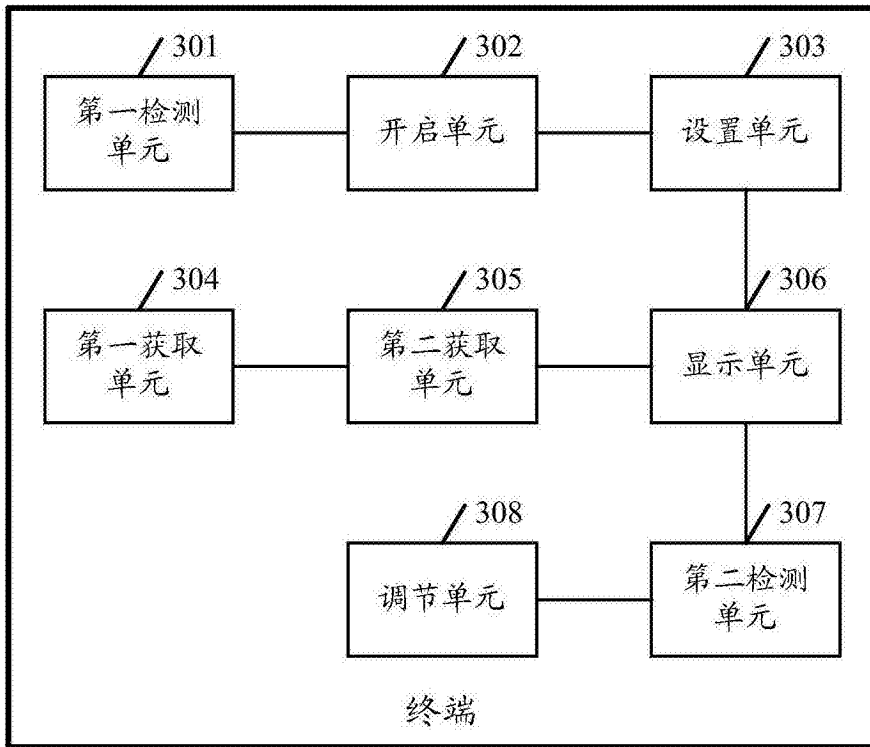 301
302
303
第一检测
单元
开启单元
设置单元
304
305
306
第一获取
单元
第二获取
单元
显示单元
308
307
调节单元
第二检测
单元
终端